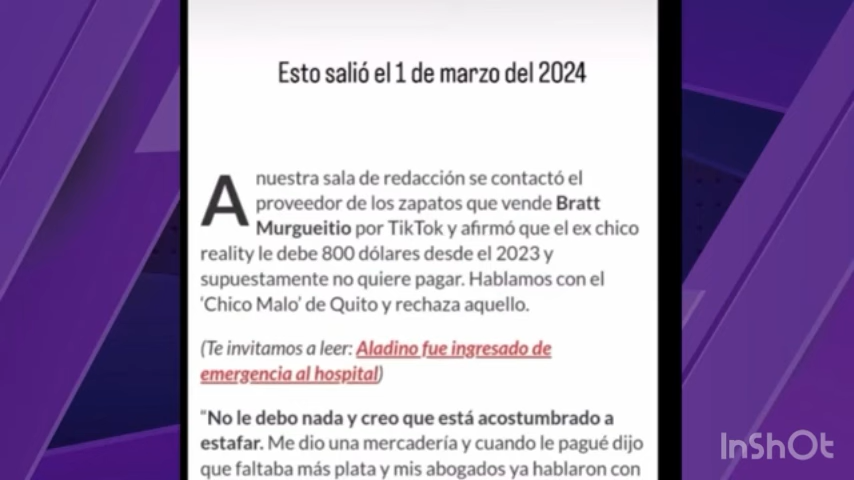 Esto salió el 1 de marzo del 2024
A nuestra sala de redacción se contactó el
proveedor de los zapatos que vende Bratt
Murgueitio por TikTok y afirmó que el ex chico
reality le debe 800 dólares desde el 2023 y
supuestamente no quiere pagar. Hablamos con el
'Chico Malo' de Quito y rechaza aquello.
(Te invitamos a leer: Aladino fue ingresado de
emergencia al hospital)
"No le debo nada y creo que está acostumbrado a
estafar. Me dio una mercadería y cuando le pagué dijo
que faltaba más plata y mis abogados ya hablaron con
InShOt